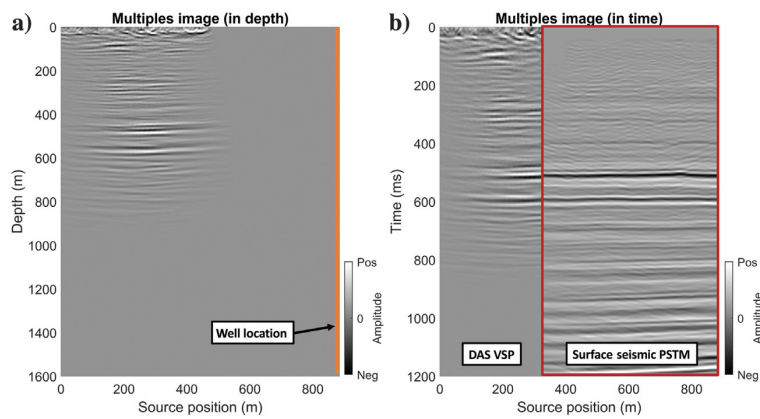 a)
Multiples image (in depth)
0
200
400
600
800
1000
1200
1400
1600
Depth (m)
0
200
400
600
800
Source position (m)
Well location
Pos
0
Neg
Amplitude
b)
Multiples image (in time)
0
200
400
600
800
1000
1200
Time (ms)
0
200
400
600
800
Source position (m)
DAS VSP
Surface seismic PSTM
Pos
0
Neg
Amplitude